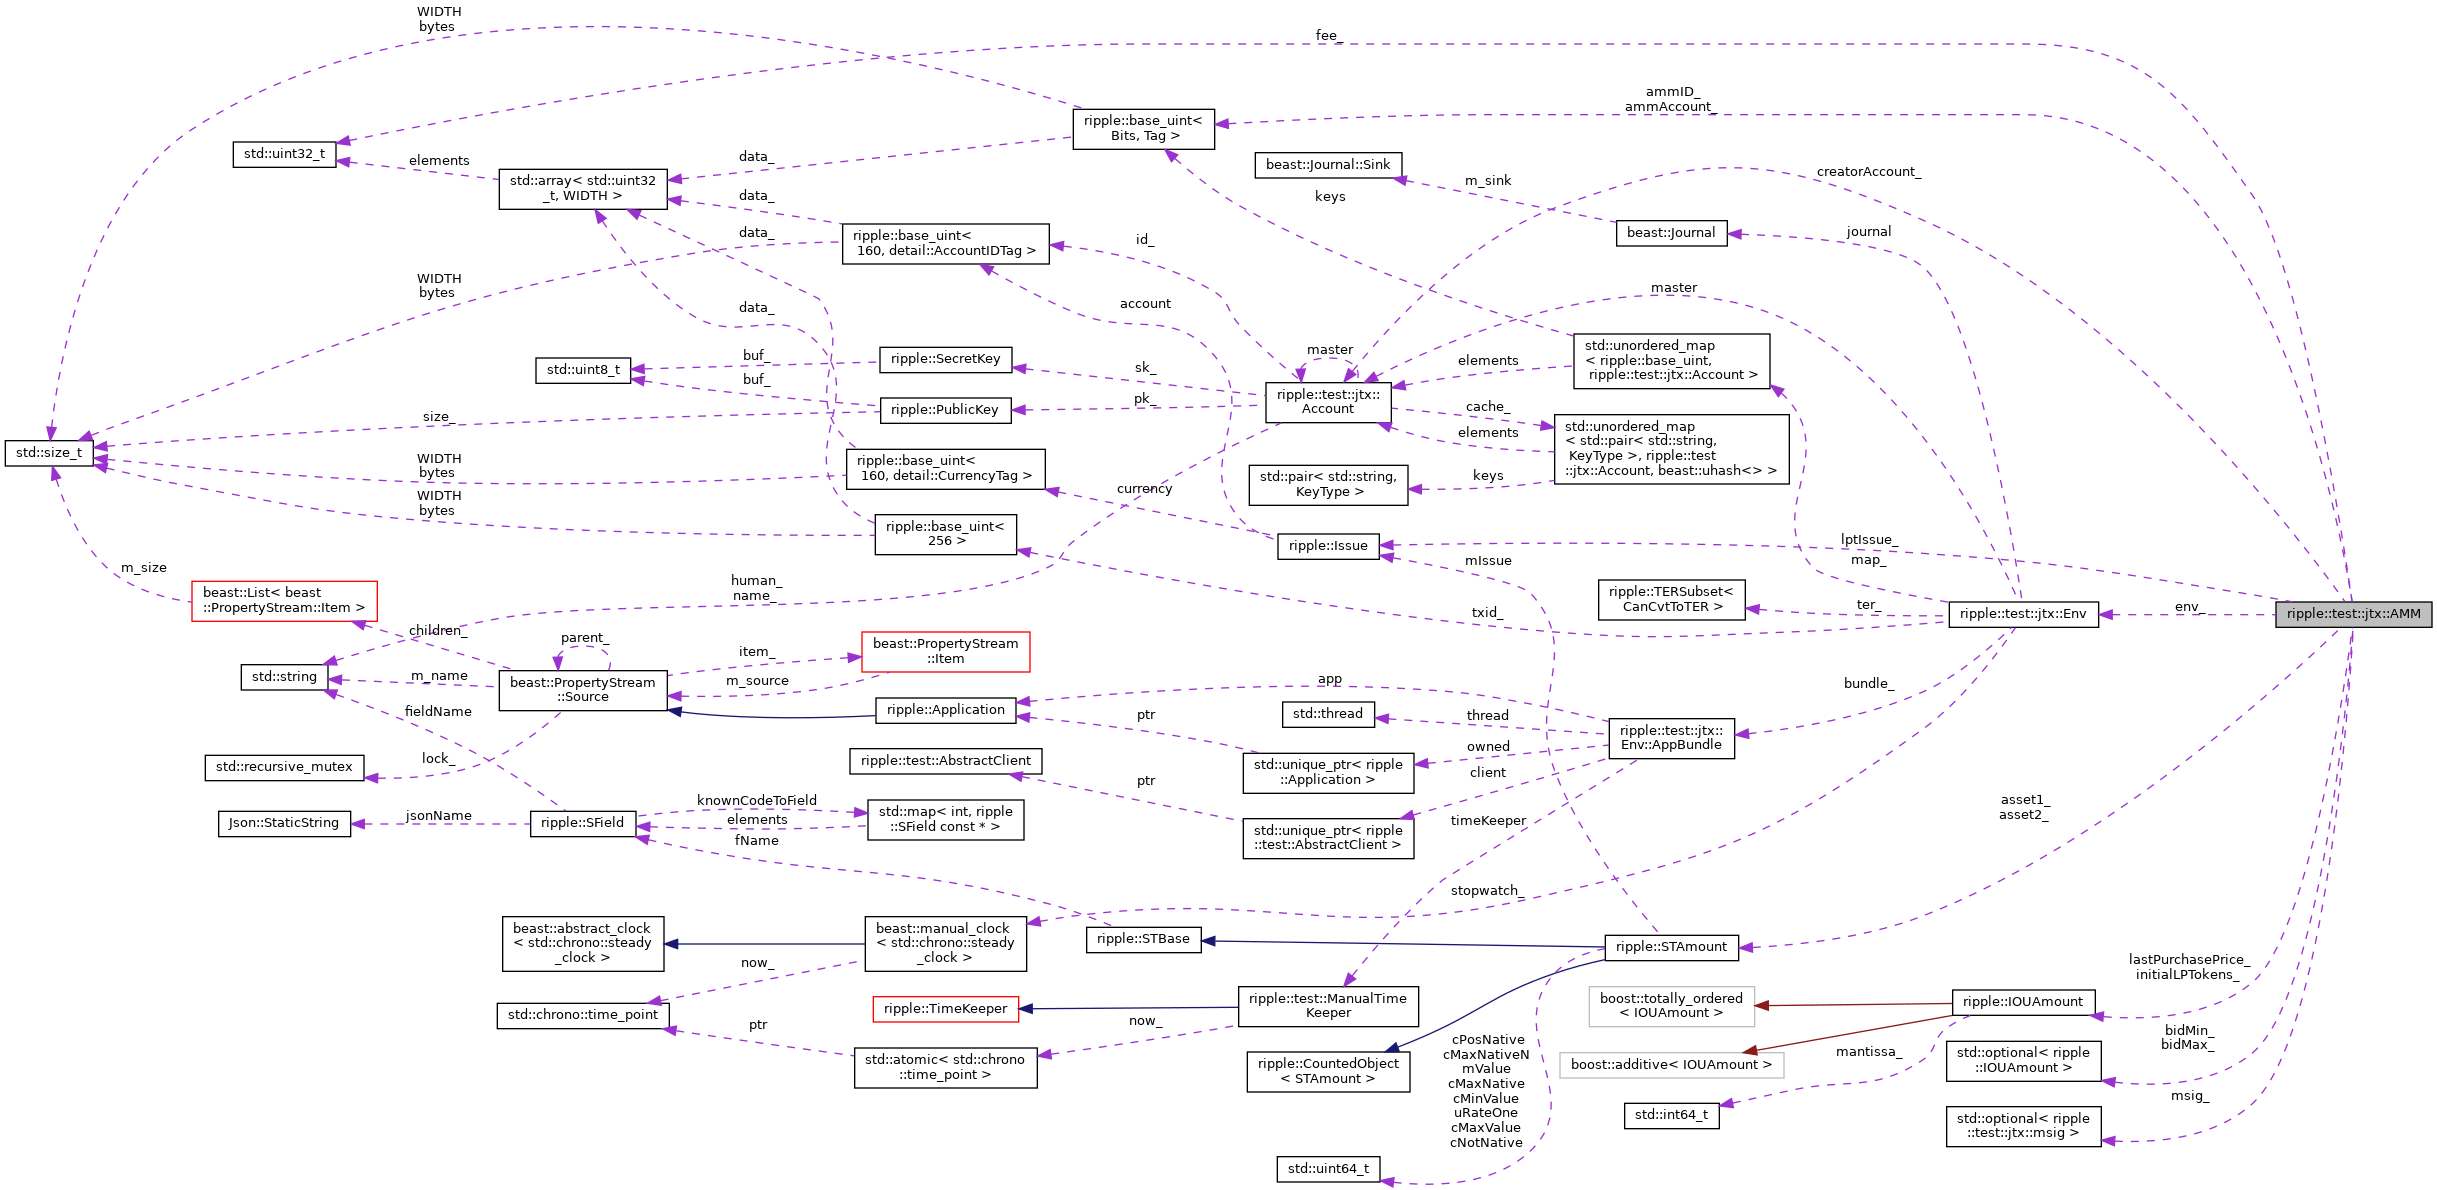 WIDTH
bytes
fee_
ammID_
ammAccount_
ripple::base_uint<
Bits, Tag >
std::uint32_t
elements
data_
beast::Journal::Sink
m_sink
creatorAccount_
std::array< std::uint32
_t, WIDTH >
data_
keys
data_
ripple::base_uint<
160, detail::AccountIDTag >
id_
beast::Journal
journal
WIDTH
bytes
master
account
data_
std::unordered_map
< ripple::base_uint,
ripple::test::jtx::Account >
master
elements
buf_
ripple::SecretKey
sk_
std::uint8_t
buf_
ripple::test::jtx::
Account
pk_
ripple::PublicKey
cache_
size_
std::unordered_map
< std::pair< std::string,
KeyType >, ripple::test
::jtx::Account, beast::uhash<> >
elements
std::size_t
WIDTH
bytes
ripple::base_uint<
160, detail::CurrencyTag >
std::pair< std::string,
KeyType >
keys
currency
WIDTH
bytes
ripple::base_uint<
256 >
ripple::Issue
lptIssue_
mIssue
map_
m_size
human_
name_
beast::List< beast
::PropertyStream::Item >
ripple::TERSubset<
CanCvtToTER >
ter_
ripple::test::jtx::Env
env_
ripple::test::jtx::AMM
txid_
children_
parent_
item_
beast::PropertyStream
::Item
std::string
m_name
beast::PropertyStream
::Source
m_source
app
bundle_
fieldName
ripple::Application
ptr
std::thread
thread
ripple::test::jtx::
Env::AppBundle
owned
std::recursive_mutex
lock_
ripple::test::AbstractClient
std::unique_ptr< ripple
::Application >
client
ptr
knownCodeToField
asset1_
asset2_
Json::StaticString
jsonName
ripple::SField
elements
std::map< int, ripple
::SField const * >
std::unique_ptr< ripple
::test::AbstractClient >
timeKeeper
fName
stopwatch_
beast::abstract_clock
< std::chrono::steady
_clock >
beast::manual_clock
< std::chrono::steady
_clock >
ripple::STBase
ripple::STAmount
now_
lastPurchasePrice_
initialLPTokens_
std::chrono::time_point
ripple::TimeKeeper
ripple::test::ManualTime
Keeper
boost::totally_ordered
< IOUAmount >
ripple::IOUAmount
ptr
now_
std::atomic< std::chrono
::time_point >
cPosNative
cMaxNativeN
mValue
cMaxNative
cMinValue
uRateOne
cMaxValue
cNotNative
bidMin_
bidMax_
mantissa_
ripple::CountedObject
< STAmount >
boost::additive< IOUAmount >
std::optional< ripple
::IOUAmount >
msig_
std::int64_t
std::optional< ripple
::test::jtx::msig >
std::uint64_t